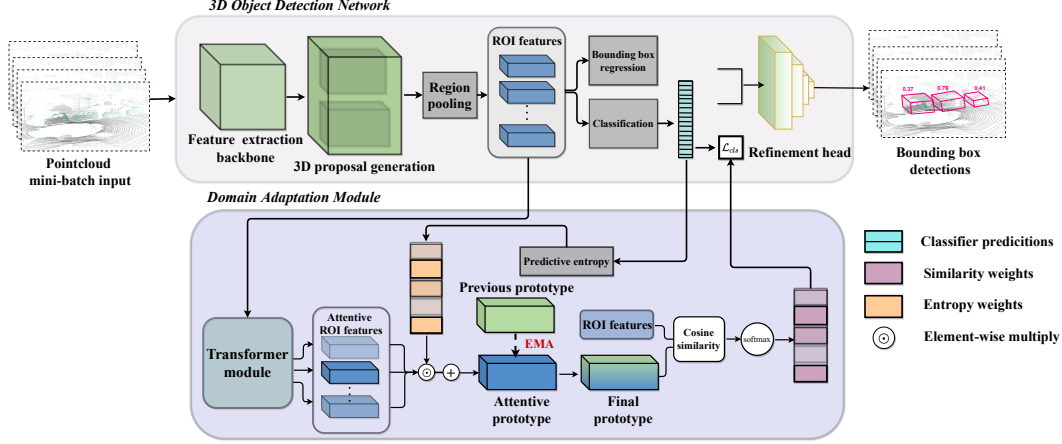 3D Object Detection Network
Pointcloud
mini-batch input
Feature extraction
backbone
3D proposal generation
Region
pooling
ROI features
Bounding box
regression
Classification
ℒcls
Refinement head
0.37
0.76
0.41
Bounding box
detections
Domain Adaptation Module
Transformer
module
Attentive
ROI features
Predictive entropy
Previous prototype
EMA
Attentive
prototype
ROI features
Final
prototype
Cosine
similarity
softmax
Classifier predicitions
Similarity weights
Entropy weights
Element-wise multiply